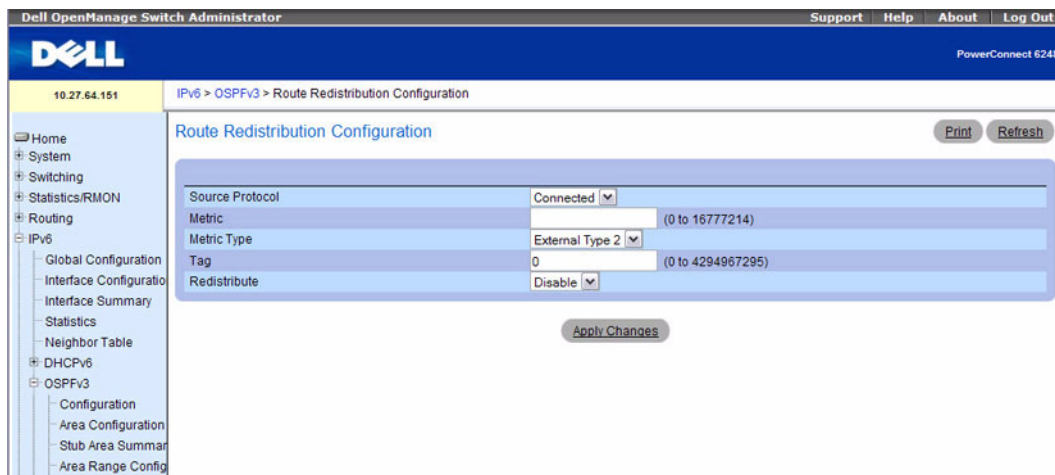 Dell OpenManage Switch Administrator
Support Help About Log Out
DELL
PowerConnect 6248
10.27.64.151
IPv6 > OSPFv3 > Route Redistribution Configuration
Home
System
Switching
Statistics/RMON
Routing
IPv6
Global Configuration
Interface Configuratio
Interface Summary
Statistics
Neighbor Table
DHCPv6
OSPFv3
Configuration
Area Configuration
Stub Area Summar
Area Range Config
Route Redistribution Configuration
Print Refresh
Source Protocol Connected
Metric (0 to 16777214)
Metric Type External Type 2
Tag 0 (0 to 4294967295)
Redistribute Disable
Apply Changes